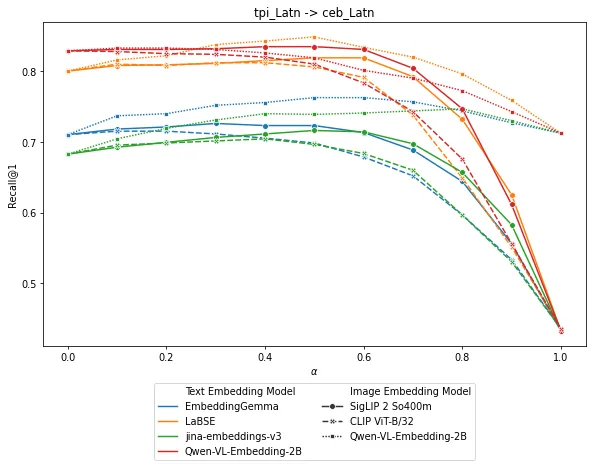 tpi_Latn -> ceb_Latn
Recall@1
0.8
0.7
0.6
0.5
0.0 0.2 0.4 0.6 0.8 1.0
α
Text Embedding Model Image Embedding Model
EmbeddingGemma SigLIP 2 So400m
LaBSE CLIP ViT-B/32
jina-embeddings-v3 Qwen-VL-Embedding-2B
Qwen-VL-Embedding-2B